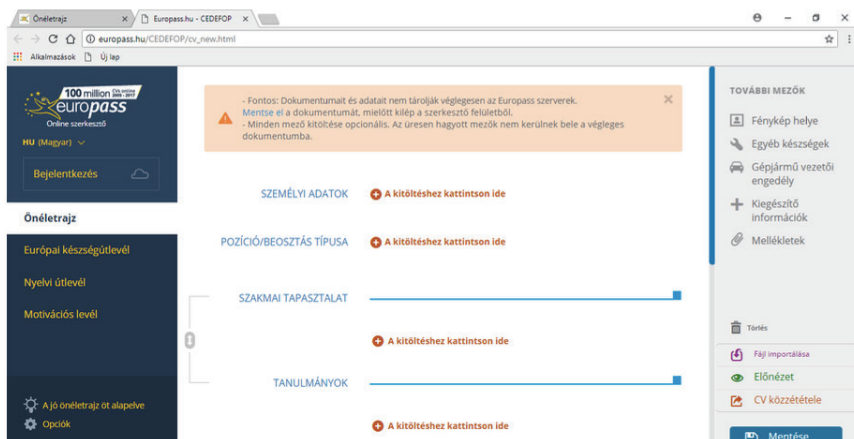 Önéletrajz
Europass.hu - CEDEFOP
europass.hu/CEDEFOP/cv_new.html
Alkalmazások
Új lap
100 million CVs online
europass
Online szerkesztő
HU (Magyar)
Bejelentkezés
Önéletrajz
Európai készségútlevél
Nyelvi útlevél
Motivációs levél
A jó önéletrajz öt alapelve
Opciók
- Fontos: Dokumentumait és adatait nem tárolják véglegesen az Europass szerverek.
Mentse el a dokumentumát, mielőtt kilép a szerkesztő felületből.
- Minden mező kitöltése opcionális. Az üresen hagyott mezők nem kerülnek bele a végleges
dokumentumba.
SZEMÉLYI ADATOK
A kitöltéshez kattintson ide
POZÍCIÓ/BEOSZTÁS TÍPUSA
A kitöltéshez kattintson ide
SZAKMAI TAPASZTALAT
A kitöltéshez kattintson ide
TANULMÁNYOK
A kitöltéshez kattintson ide
TOVÁBBI MEZŐK
Fénykép helye
Egyéb készségek
Gépjármű vezetői
engedély
Kiegészítő
információk
Mellékletek
Törlés
Fájl importálása
Előnézet
CV közzététele
Mentése